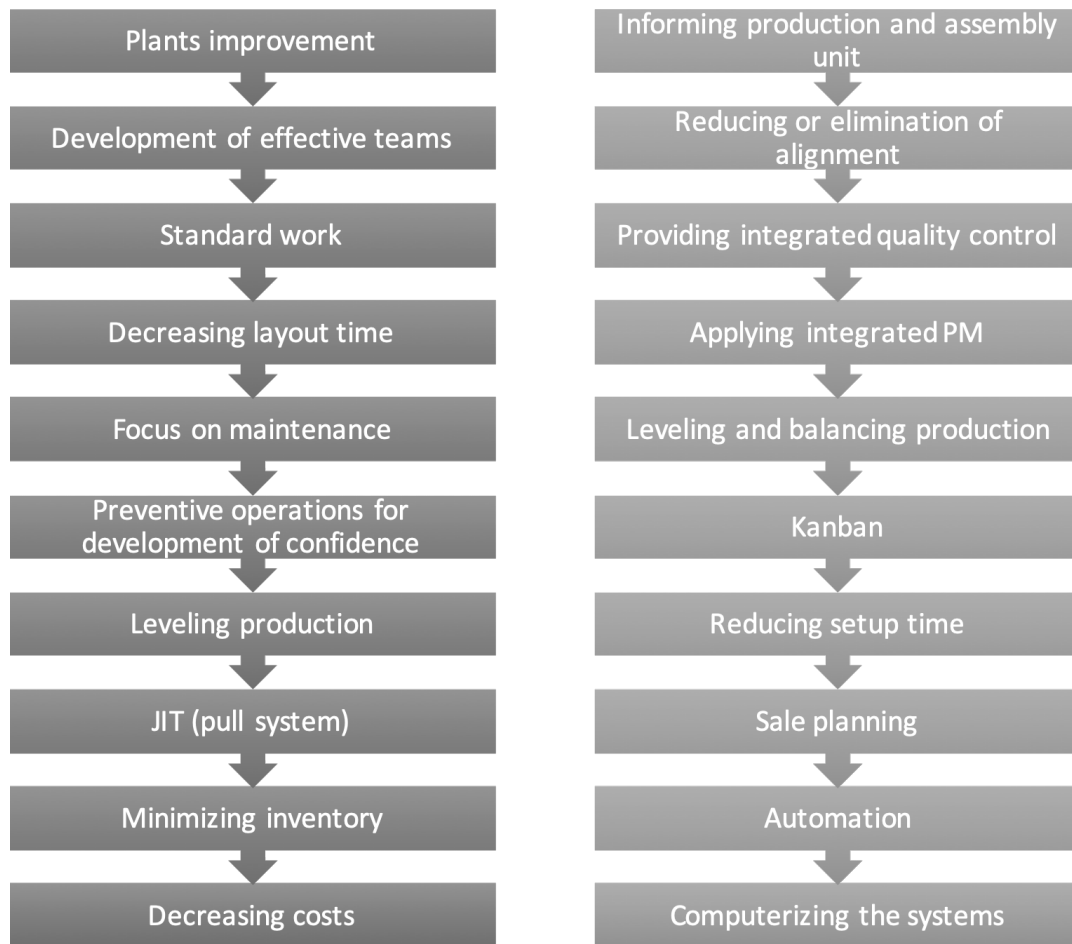 Plants improvement
Development of effective teams
Standard work
Decreasing layout time
Focus on maintenance
Preventive operations for
development of confidence
Leveling production
JIT (pull system)
Minimizing inventory
Decreasing costs
Informing production and assembly
unit
Reducing or elimination of
alignment
Providing integrated quality control
Applying integrated PM
Leveling and balancing production
Kanban
Reducing setup time
Sale planning
Automation
Computerizing the systems